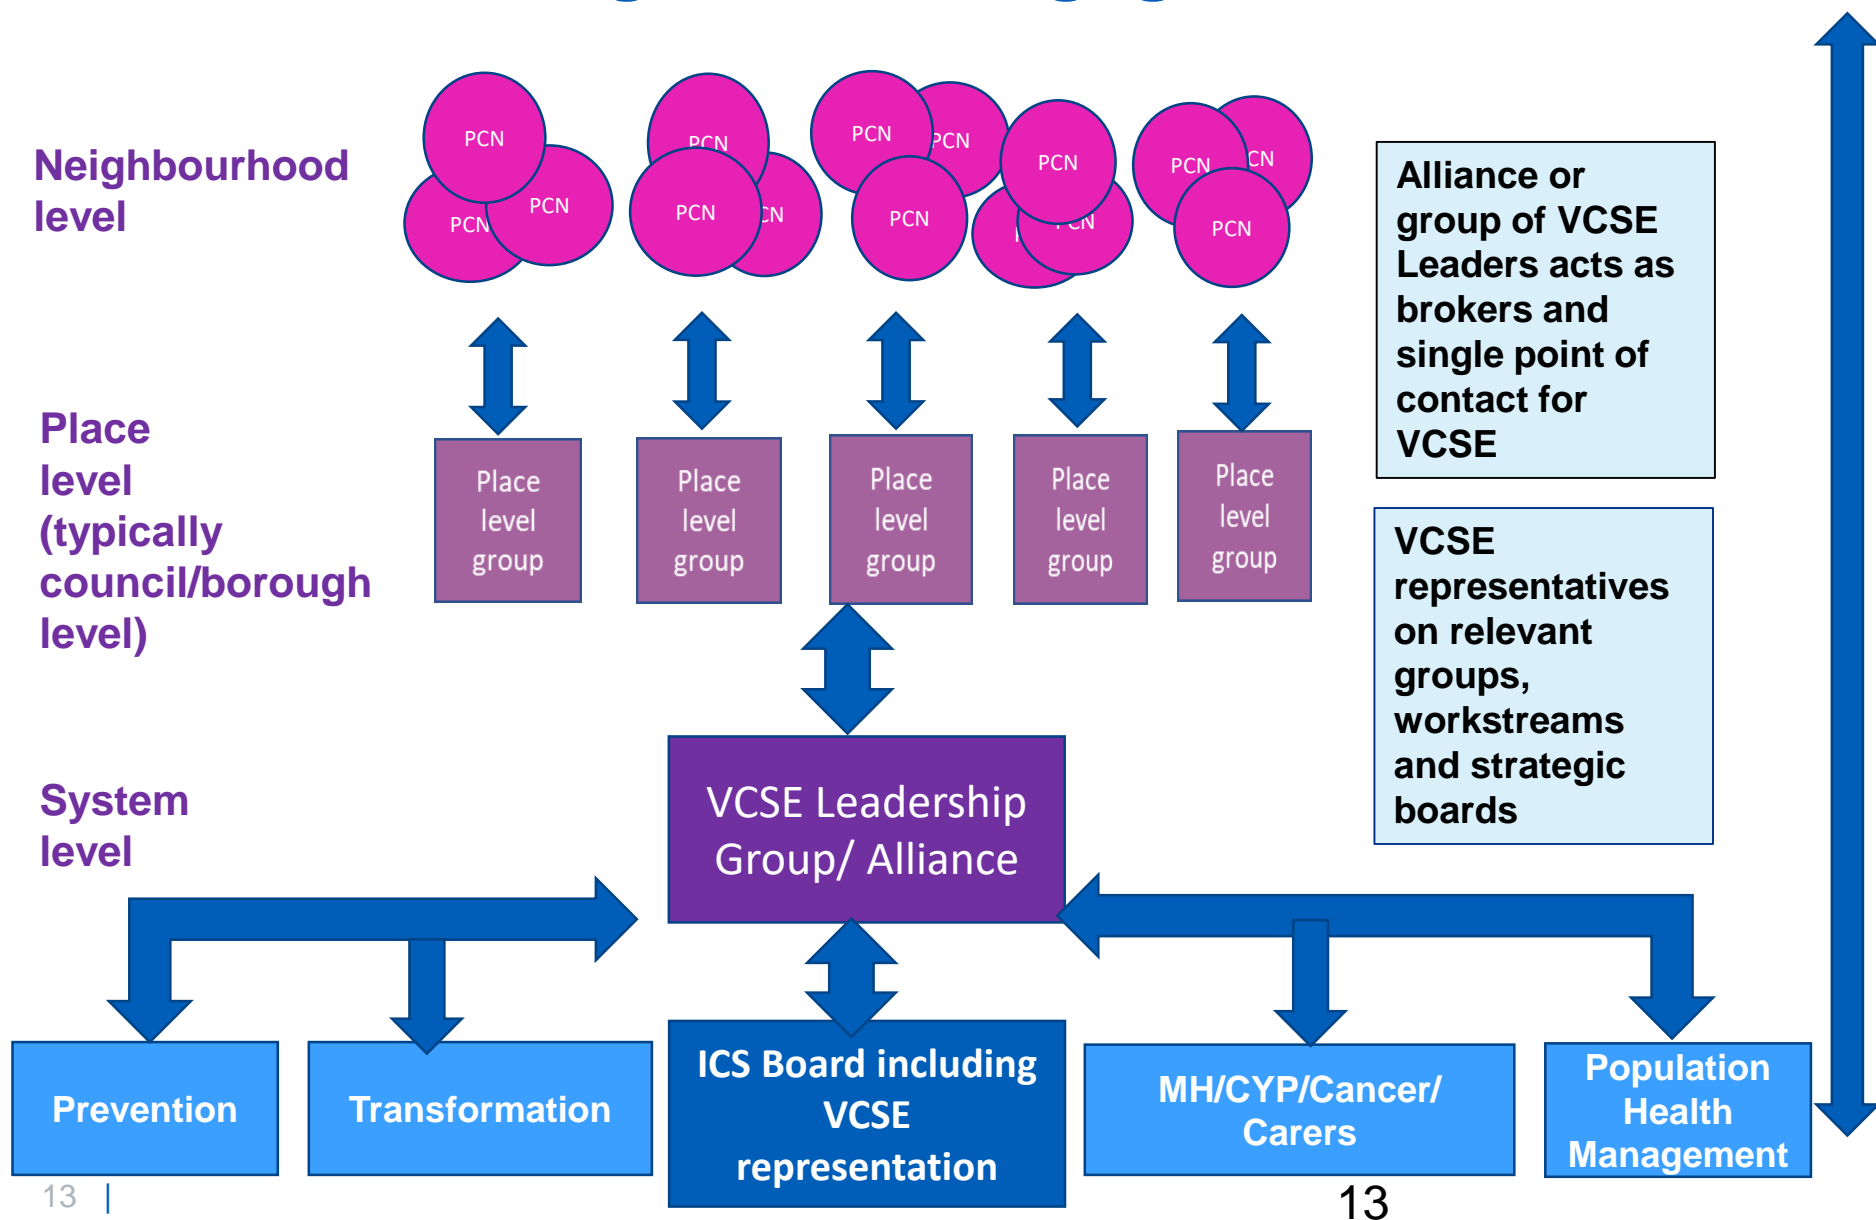 Neighbourhood
level
PCN
PCN
PCN
PCN
PCN
PCN
PCN
PCN
PCN
PCN
PCN
PCN
Place
level
(typically
council/borough
level)
Place
level
group
Place
level
group
Place
level
group
Place
level
group
Place
level
group
System
level
VCSE Leadership
Group/ Alliance
Alliance or
group of VCSE
Leaders acts as
brokers and
single point of
contact for
VCSE
VCSE
representatives
on relevant
groups,
workstreams
and strategic
boards
Prevention
Transformation
ICS Board including
VCSE
representation
MH/CYP/Cancer/
Carers
Population
Health
Management
13
13